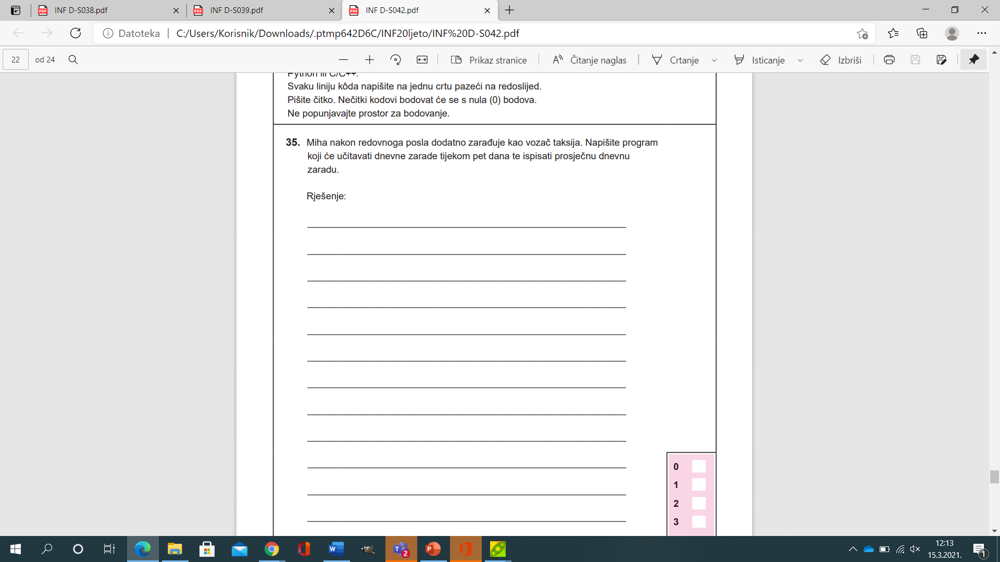 INF D-S038.pdf
INF D-S039.pdf
INF D-S042.pdf
Datoteka
C:/Users/Korisnik/Downloads/.ptmp642D6C/INF20ljeto/INF%20D-S042.pdf
22
od 24
Prikaz stranice
Čitanje naglas
Crtanje
Isticanje
Izbriši
Python ili C/C++.
Svaku liniju kôda napišite na jednu crtu pazeći na redoslijed.
Pišite čitko. Nečitki kodovi bodovat će se s nula (0) bodova.
Ne popunjavajte prostor za bodovanje.
35. Miha nakon redovnoga posla dodatno zarađuje kao vozač taksija. Napišite program
koji će učitavati dnevne zarade tijekom pet dana te ispisati prosječnu dnevnu
zaradu.
Rješenje:
0
1
2
3
2
12:13
15.3.2021.
1